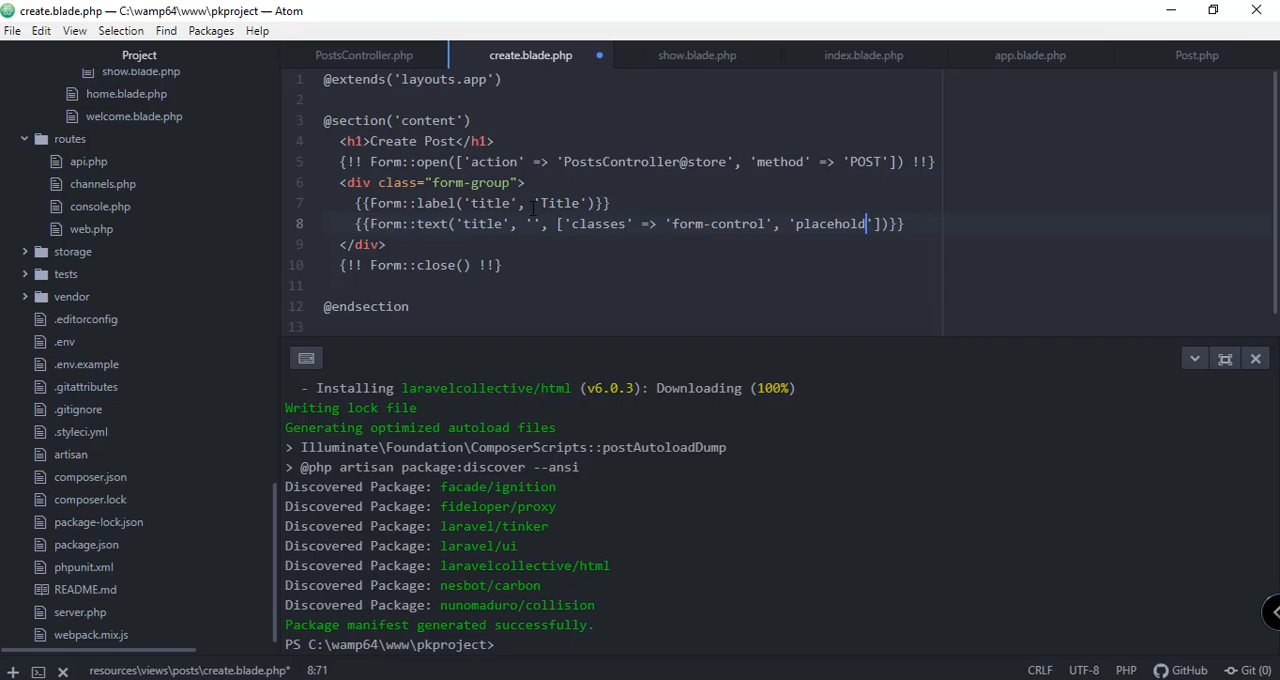 create.blade.php — C:\wamp64\www\pkproject — Atom
File Edit View Selection Find Packages Help
Project
show.blade.php
home.blade.php
welcome.blade.php
routes
api.php
channels.php
console.php
web.php
storage
tests
vendor
.editorconfig
.env
.env.example
.gitattributes
.gitignore
.styleci.yml
artisan
composer.json
composer.lock
package-lock.json
package.json
phpunit.xml
README.md
server.php
webpack.mix.js
PostsController.php create.blade.php show.blade.php index.blade.php app.blade.php Post.php
1 @extends('layouts.app')
2
3 @section('content')
4 <h1>Create Post</h1>
5 {!! Form::open(['action' => 'PostsController@store', 'method' => 'POST']) !!}
6 <div class="form-group">
7 {{Form::label('title', 'Title')}}
8 {{Form::text('title', '', ['classes' => 'form-control', 'placehold'])}}
9 </div>
10 {!! Form::close() !!}
11
12 @endsection
13
- Installing laravelcollective/html (v6.0.3): Downloading (100%)
Writing lock file
Generating optimized autoload files
> Illuminate\Foundation\ComposerScripts::postAutoloadDump
> @php artisan package:discover --ansi
Discovered Package: facade/ignition
Discovered Package: fideloper/proxy
Discovered Package: laravel/tinker
Discovered Package: laravel/ui
Discovered Package: laravelcollective/html
Discovered Package: nesbot/carbon
Discovered Package: nunomaduro/collision
Package manifest generated successfully.
PS C:\wamp64\www\pkproject>
resources\views\posts\create.blade.php* 8:71 CRLF UTF-8 PHP GitHub Git (0)